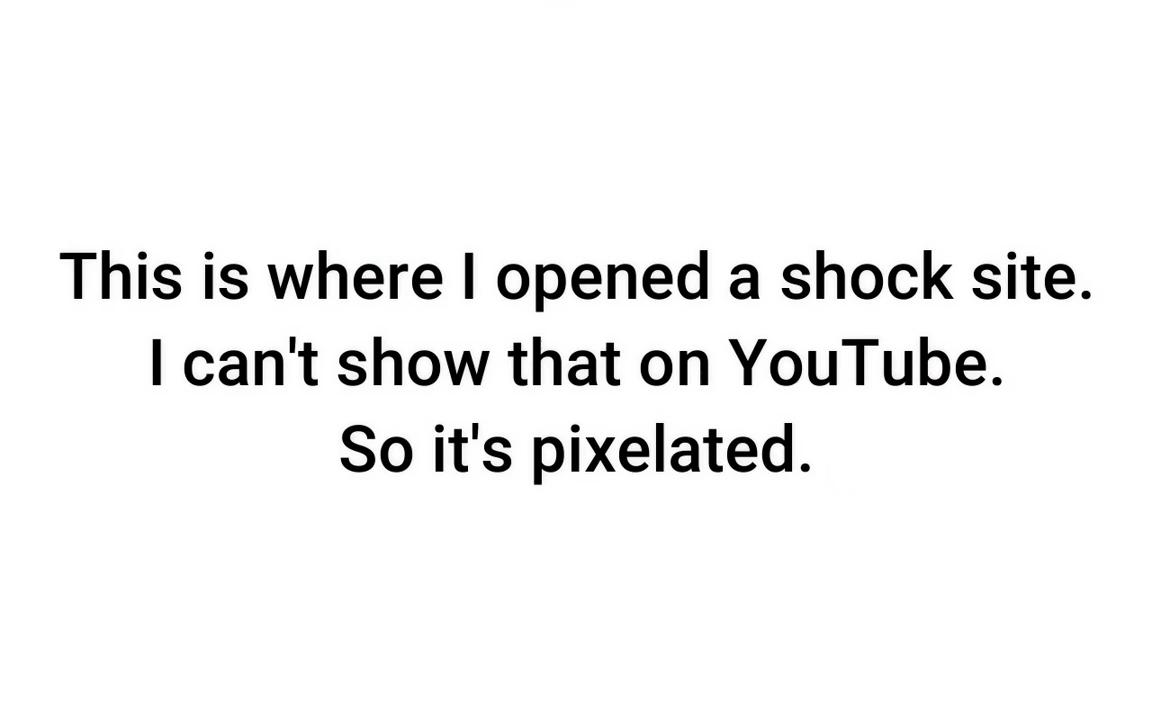 This is where I opened a shock site.
I can't show that on YouTube.
So it's pixelated.